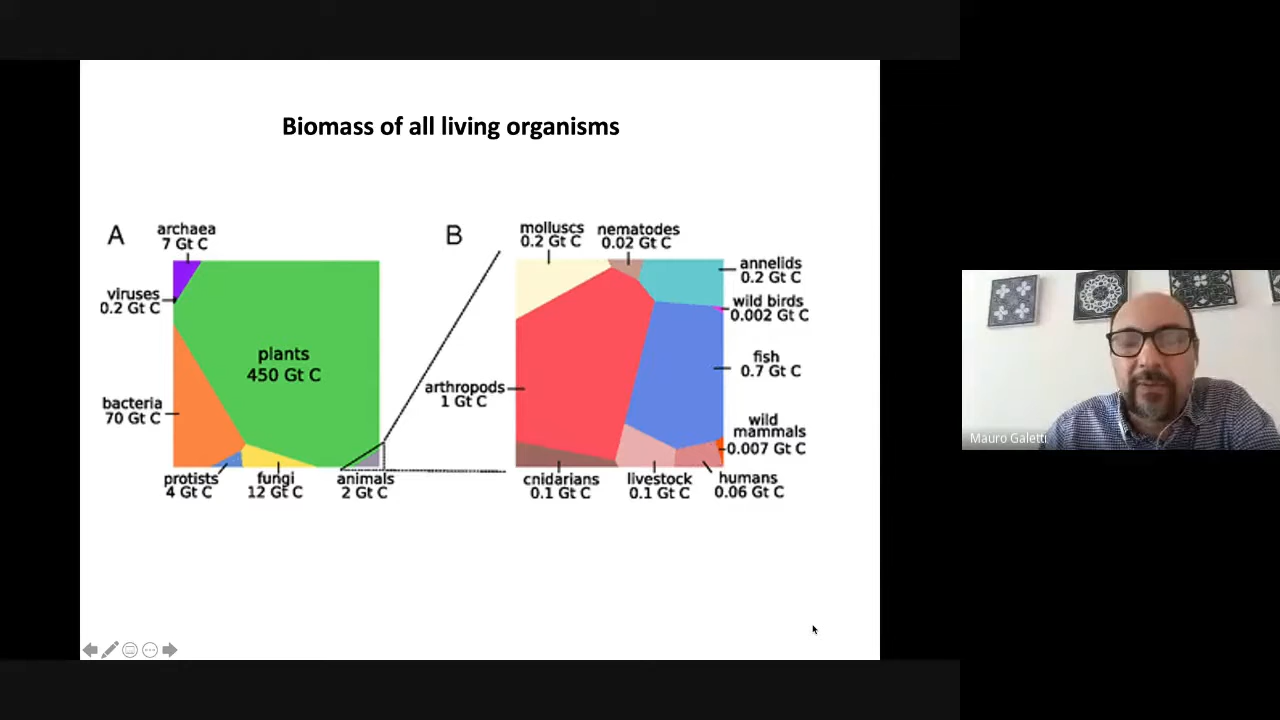 Biomass of all living organisms
A
archaea
7 Gt C
viruses
0.2 Gt C
plants
450 Gt C
bacteria
70 Gt C
protists
4 Gt C
fungi
12 Gt C
animals
2 Gt C
B
molluscs
0.2 Gt C
nematodes
0.02 Gt C
annelids
0.2 Gt C
wild birds
0.002 Gt C
fish
0.7 Gt C
arthropods
1 Gt C
wild
mammals
0.007 Gt C
cnidarians
0.1 Gt C
livestock
0.1 Gt C
humans
0.06 Gt C
Mauro Galetti